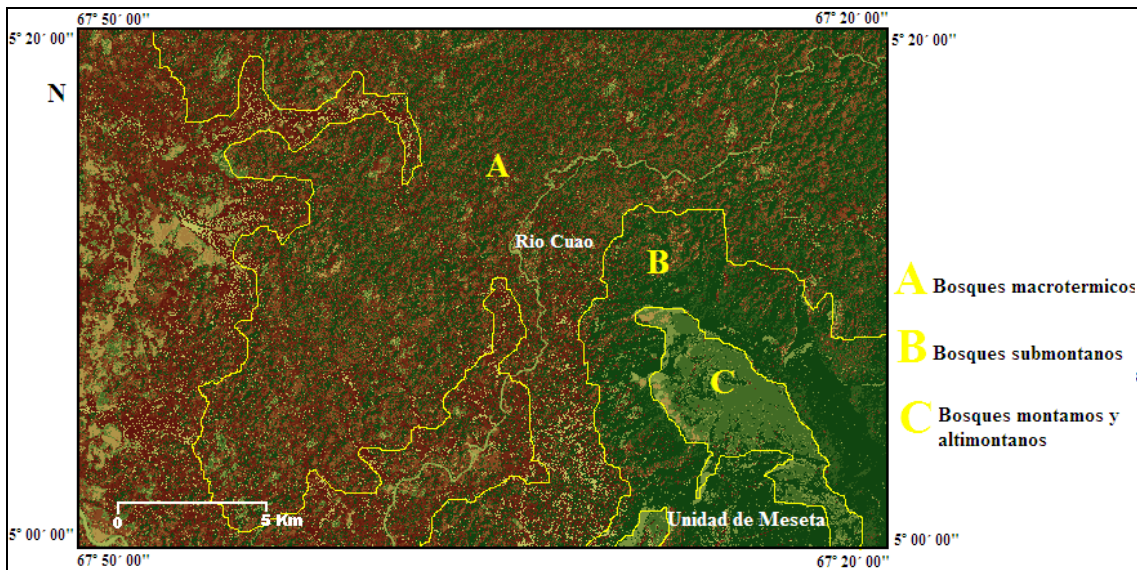 67° 50´ 00"
67° 20´ 00"
5° 20´ 00"
5° 20´ 00"
N
A
Rio Cuao
B
A Bosques macrotermicos
B Bosques submontanos
C
C Bosques montamos y
altimontanos
0
5 Km
Unidad de Meseta
5° 00´ 00"
5° 00´ 00"
67° 50´ 00"
67° 20´ 00"